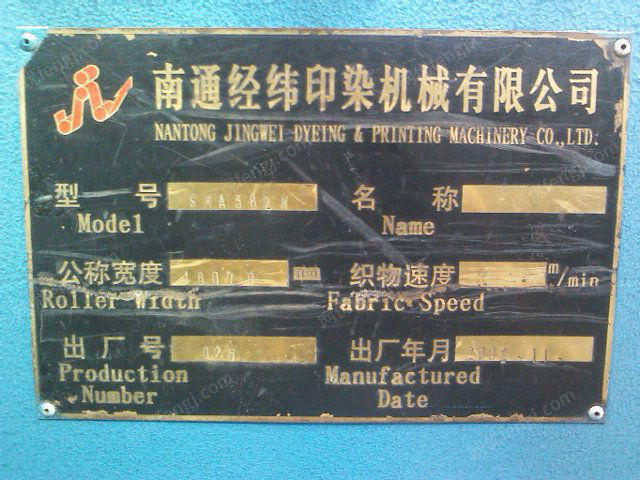 南通经纬印染机械有限公司
NANTONG JINGWEI DYEING & PRINTING MACHINERY CO.,LTD.
型 号 名 称
Model Name
公称宽度 织物速度 m/min
Roller Width Fabric Speed
出厂号 出厂年月
Production Manufactured
Number Date